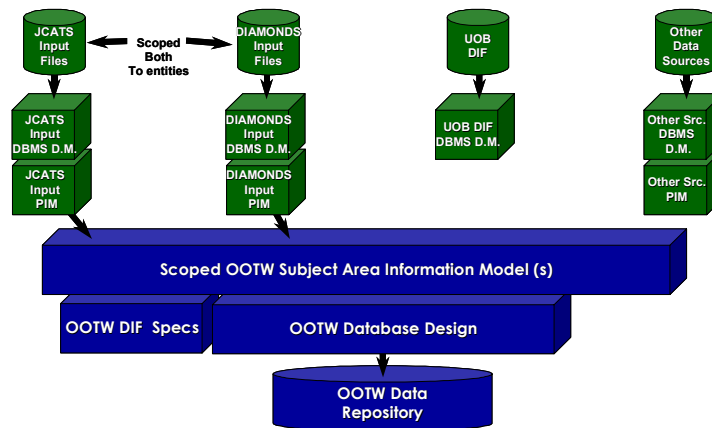 JCATS
Input
Files
Scoped
Both
To entities
DIAMONDS
Input
Files
UOB
DIF
Other
Data
Sources
JCATS
Input
DBMS D.M.
DIAMONDS
Input
DBMS D.M.
UOB DIF
DBMS D.M.
Other Src.
DBMS
D.M.
JCATS
Input
PIM
DIAMONDS
Input
PIM
Other Src.
PIM
Scoped OOTW Subject Area Information Model (s)
OOTW DIF Specs
OOTW Database Design
OOTW Data
Repository